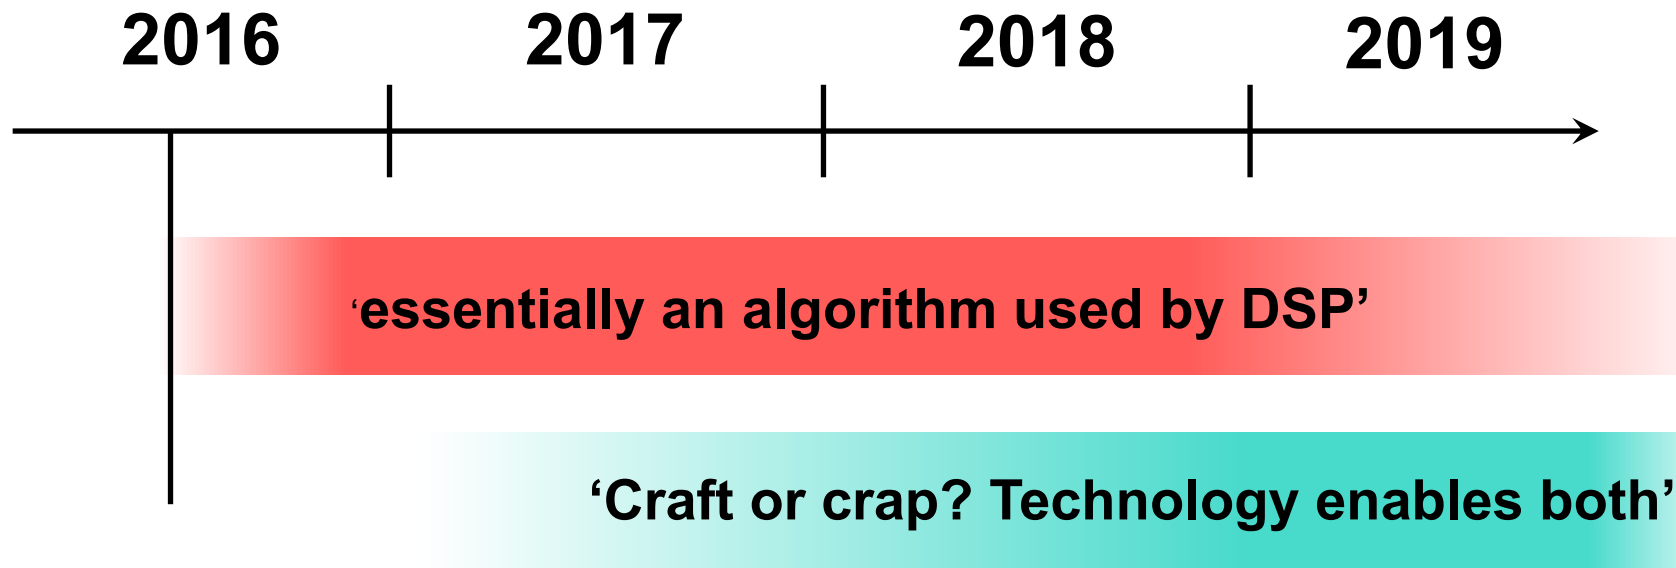 2016 2017 2018 2019
‘essentially an algorithm used by DSP’
‘Craft or crap? Technology enables both’